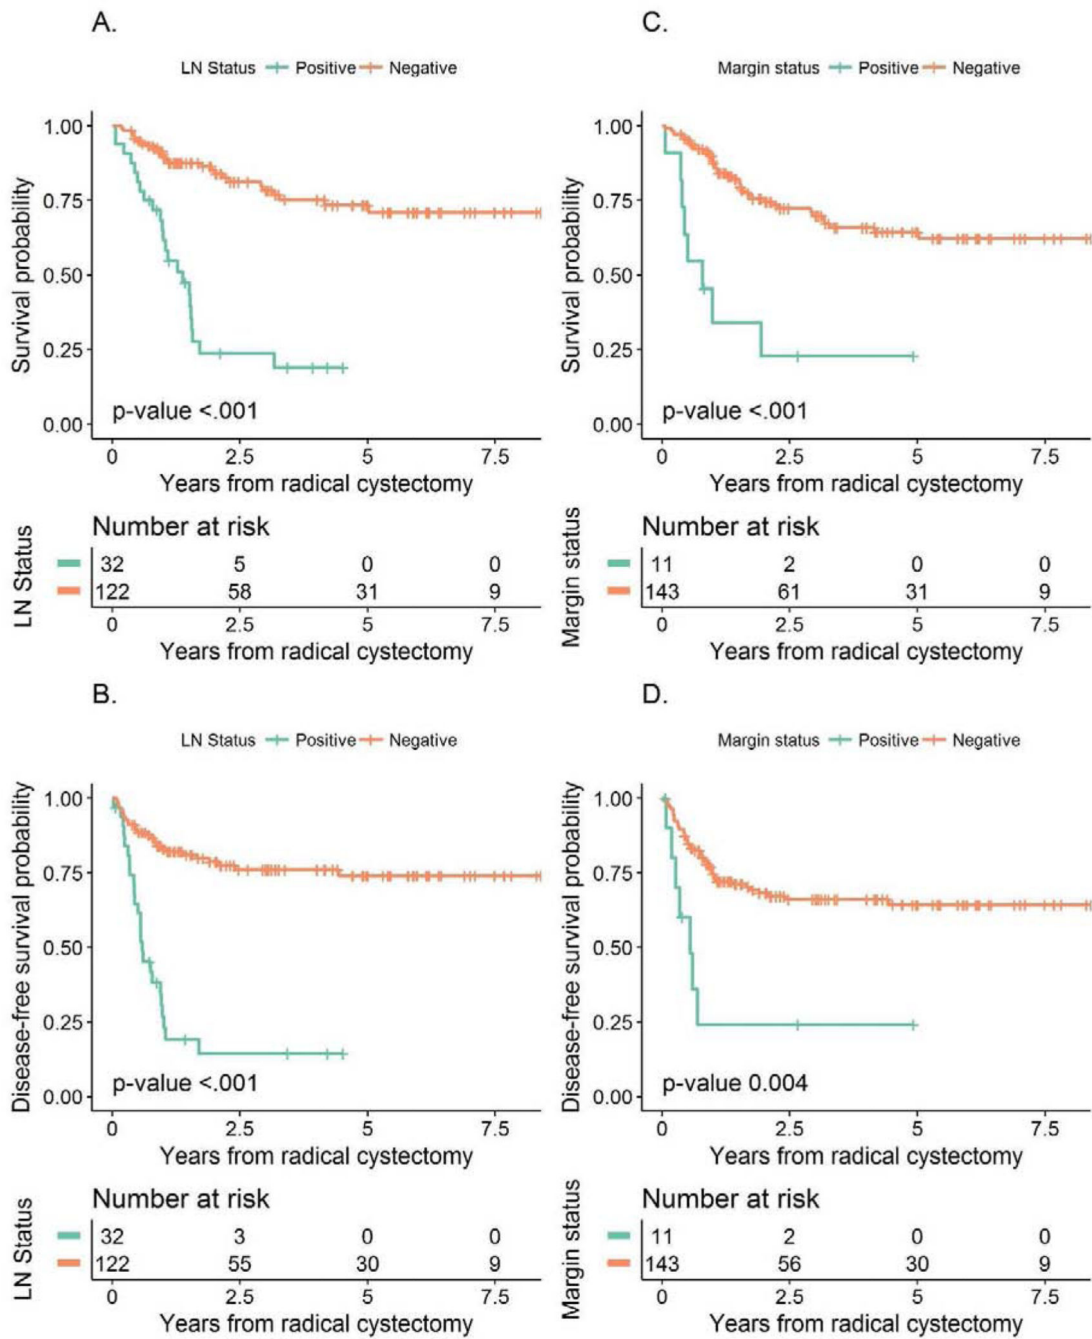 A.
LN Status Positive Negative
Survival probability
1.00
0.75
0.50
0.25
0.00
p-value <.001
0 2.5 5 7.5
Years from radical cystectomy
Number at risk
LN Status
32 5 0 0
122 58 31 9
0 2.5 5 7.5
Years from radical cystectomy
C.
Margin status Positive Negative
Survival probability
1.00
0.75
0.50
0.25
0.00
p-value <.001
0 2.5 5 7.5
Years from radical cystectomy
Number at risk
Margin status
11 2 0 0
143 61 31 9
0 2.5 5 7.5
Years from radical cystectomy
B.
LN Status Positive Negative
Disease-free survival probability
1.00
0.75
0.50
0.25
0.00
p-value <.001
0 2.5 5 7.5
Years from radical cystectomy
Number at risk
LN Status
32 3 0 0
122 55 30 9
0 2.5 5 7.5
Years from radical cystectomy
D.
Margin status Positive Negative
Disease-free survival probability
1.00
0.75
0.50
0.25
0.00
p-value 0.004
0 2.5 5 7.5
Years from radical cystectomy
Number at risk
Margin status
11 2 0 0
143 56 30 9
0 2.5 5 7.5
Years from radical cystectomy